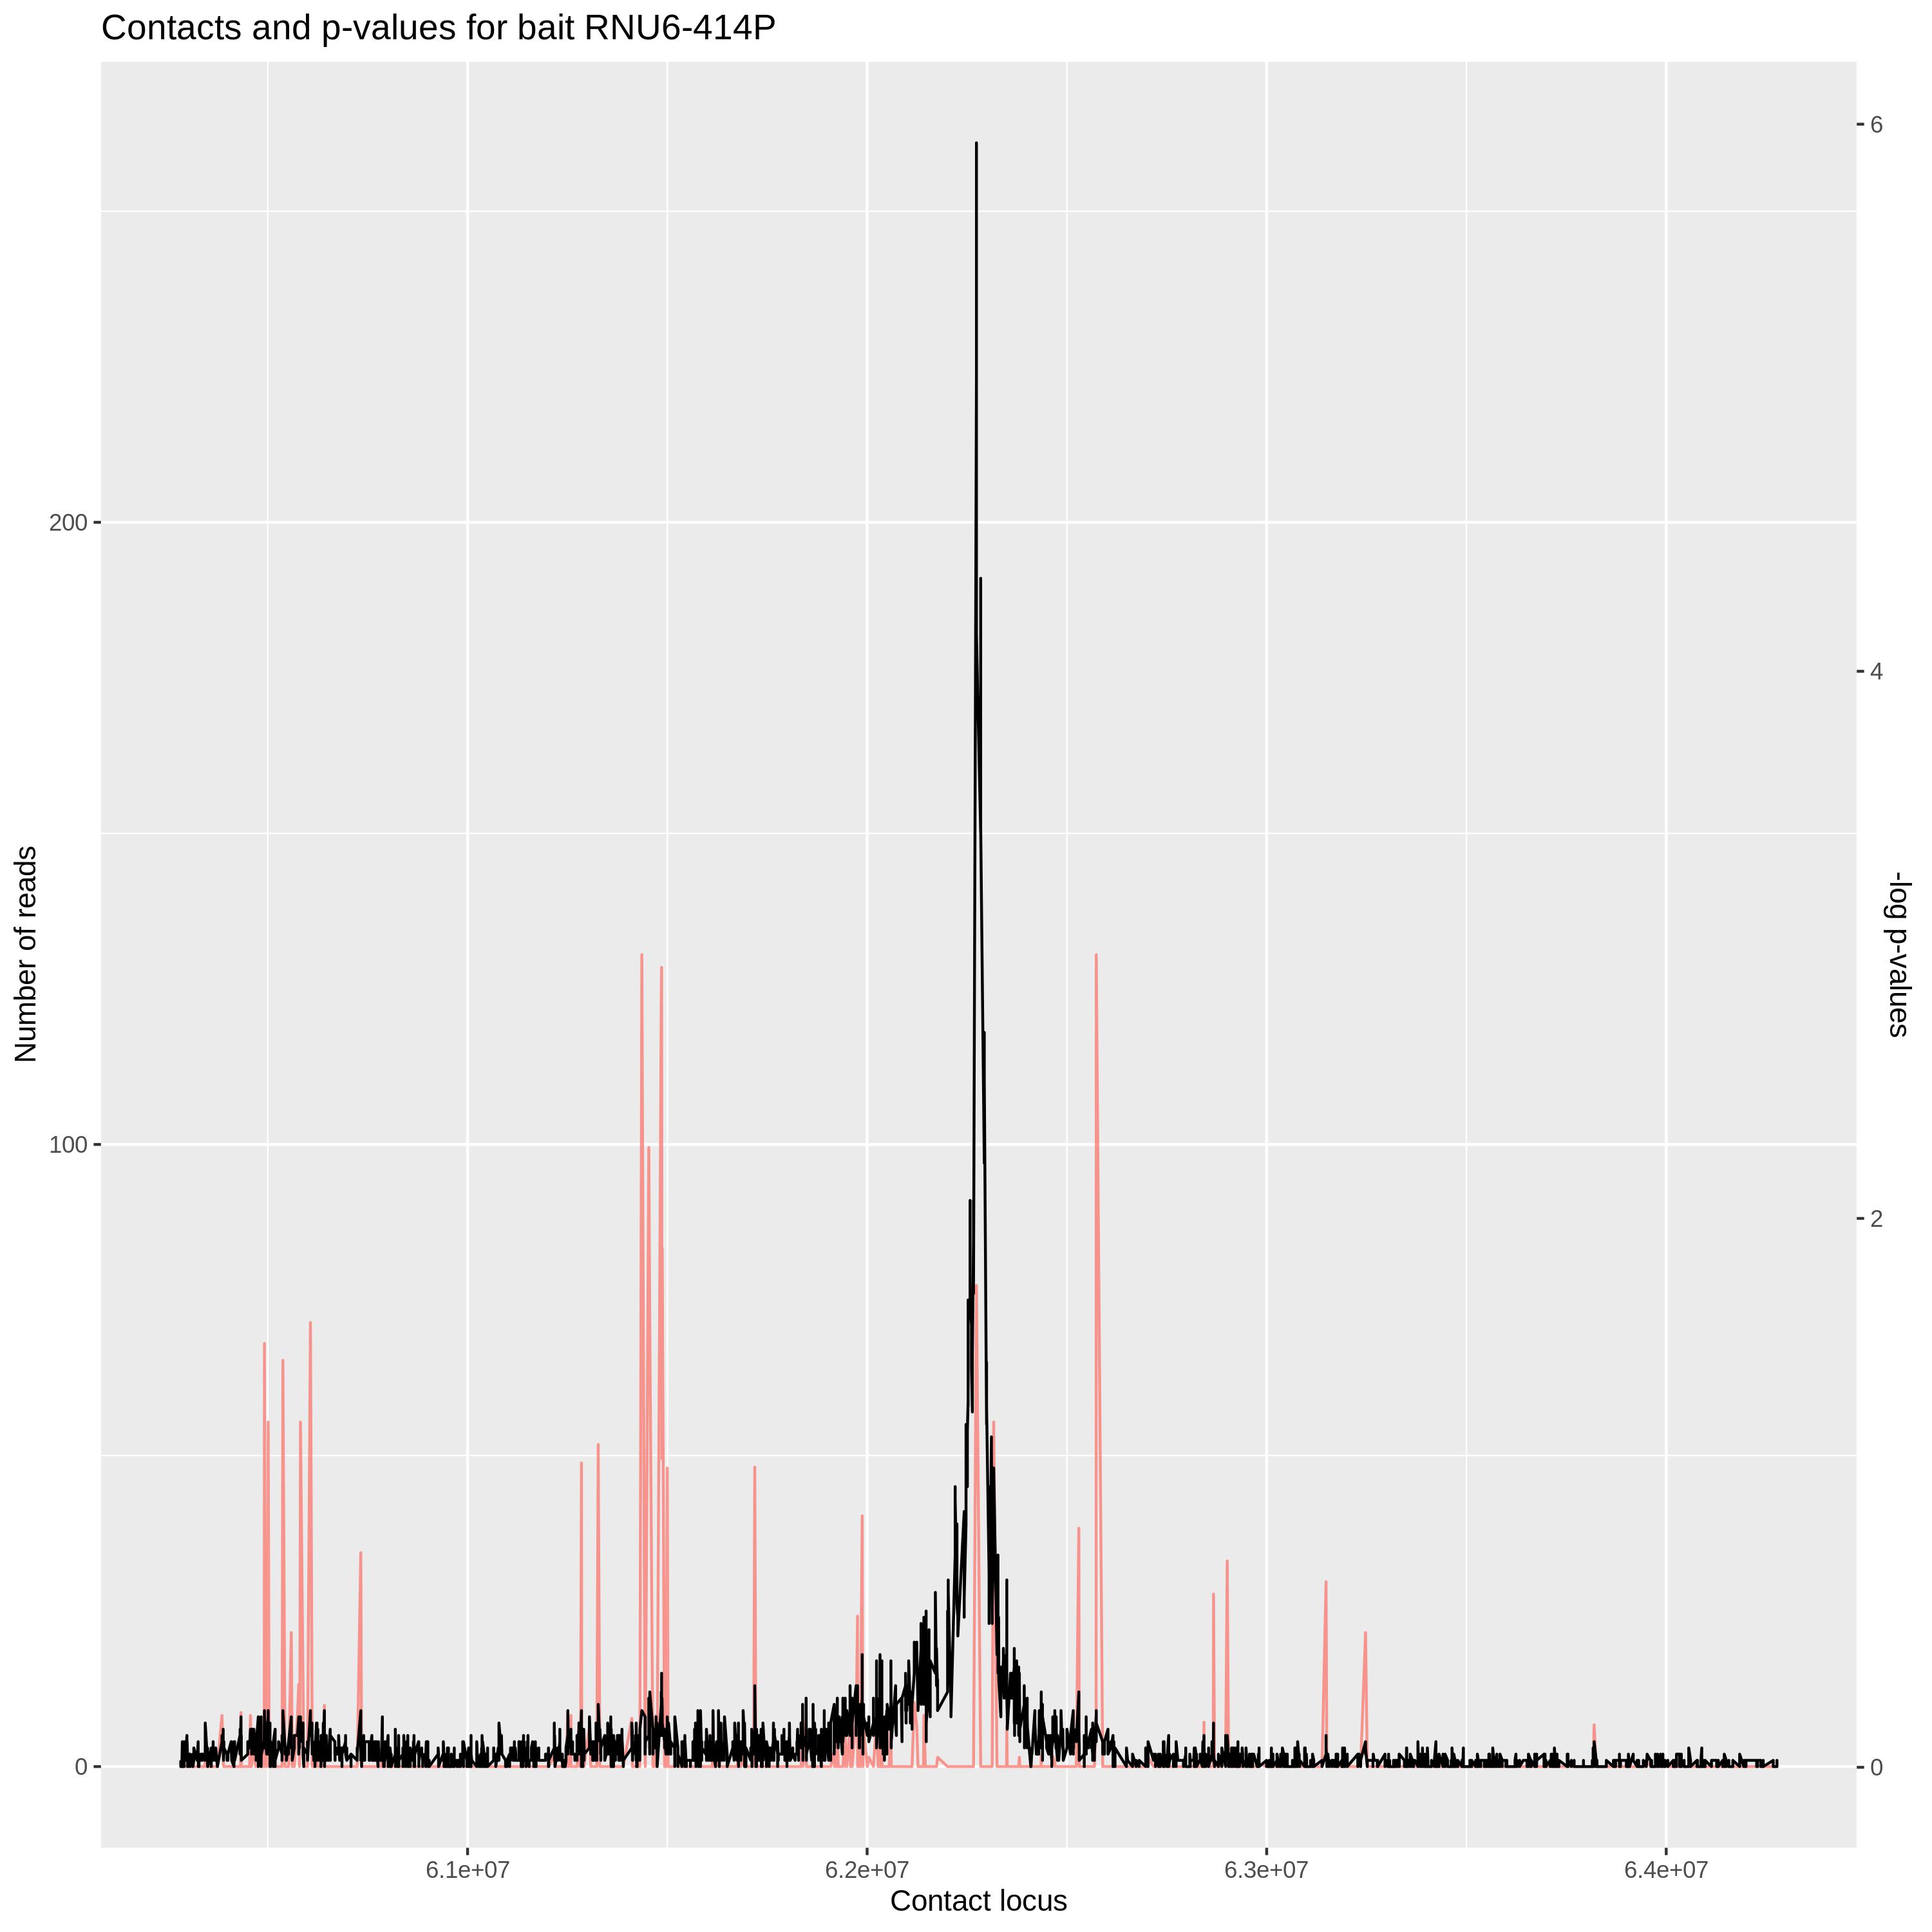 Contacts and p-values for bait RNU6-414P
6
200
4
Number of reads
-log p-values
100
2
0
0
6.1e+07
6.2e+07
6.3e+07
6.4e+07
Contact locus